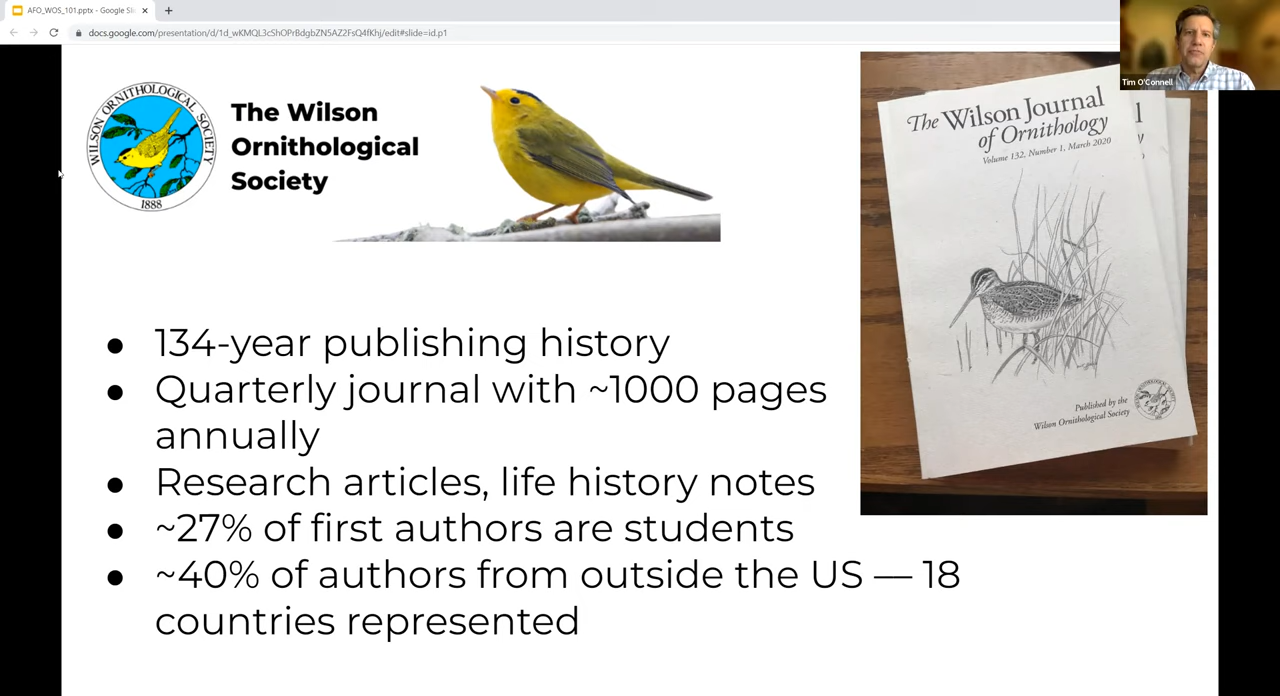 AFO_WOS_101.pptx - Google Sli
docs.google.com/presentation/d/1d_wKMQL3cShOPrBdgbZN5AZ2FsQ4fKhj/edit#slide=id.p1
Tim O'Connell
WILSON ORNITHOLOGICAL SOCIETY
1888
The Wilson
Ornithological
Society
The Wilson Journal
of Ornithology
Volume 132, Number 1, March 2020
Published by the
Wilson Ornithological Society
● 134-year publishing history
● Quarterly journal with ~1000 pages
annually
● Research articles, life history notes
● ~27% of first authors are students
● ~40% of authors from outside the US — 18
countries represented